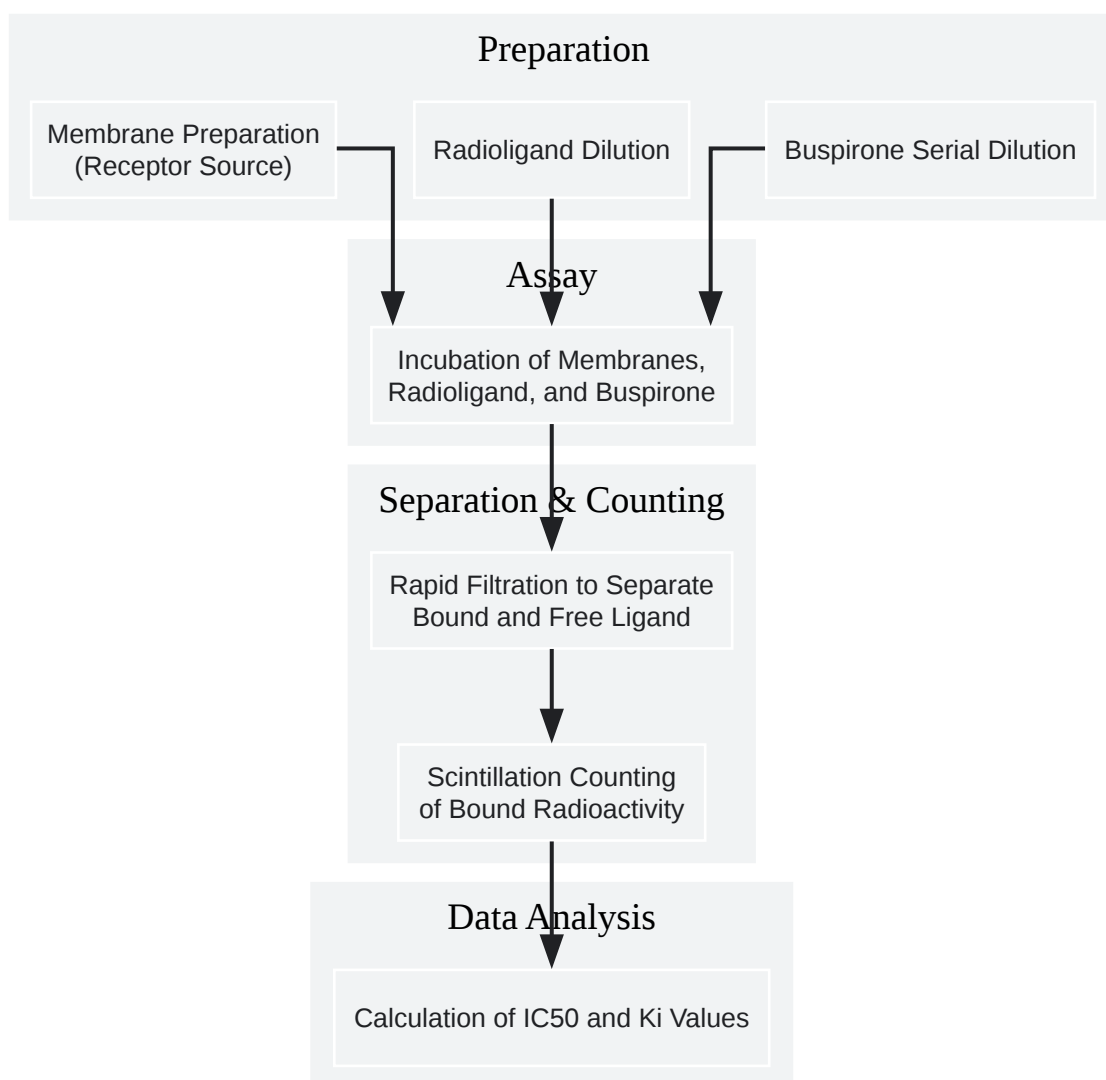 Preparation
Membrane Preparation
(Receptor Source)
Radioligand Dilution
Buspirone Serial Dilution
Assay
Incubation of Membranes,
Radioligand, and Buspirone
Separation & Counting
Rapid Filtration to Separate
Bound and Free Ligand
Scintillation Counting
of Bound Radioactivity
Data Analysis
Calculation of IC50 and Ki Values